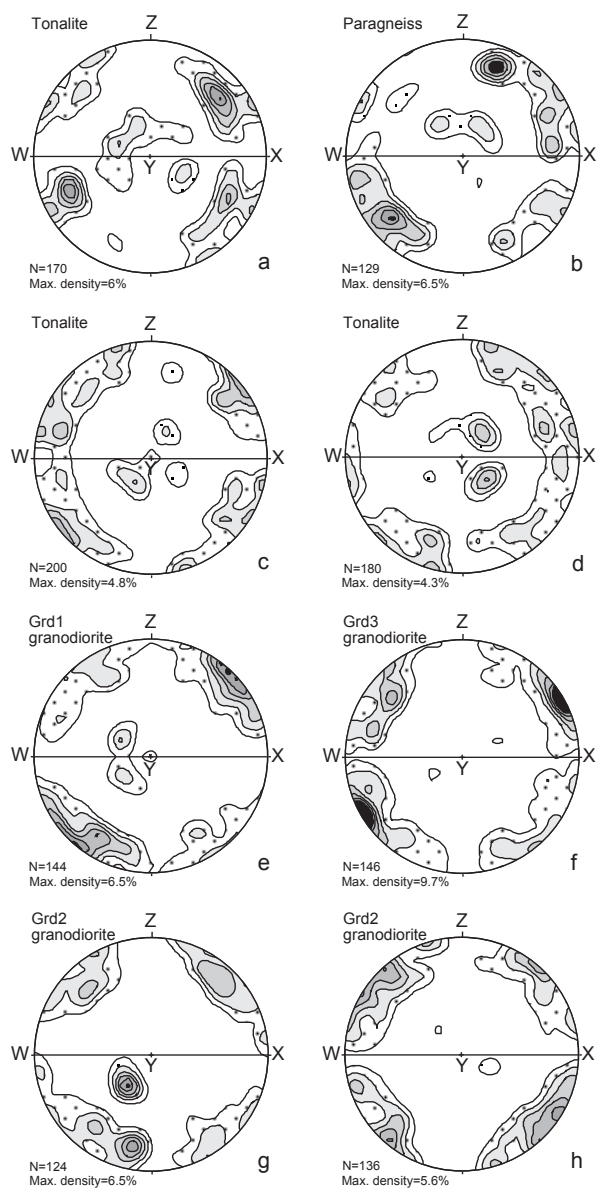 Tonalite
Z
W
X
Y
N=170
Max. density=6%
a
Paragneiss
Z
W
X
Y
N=129
Max. density=6.5%
b
Tonalite
Z
W
X
Y
N=200
Max. density=4.8%
c
Tonalite
Z
W
X
Y
N=180
Max. density=4.3%
d
Grd1
granodiorite
Z
W
X
Y
N=144
Max. density=6.5%
e
Grd3
granodiorite
Z
W
X
Y
N=146
Max. density=9.7%
f
Grd2
granodiorite
Z
W
X
Y
N=124
Max. density=6.5%
g
Grd2
granodiorite
Z
W
X
Y
N=136
Max. density=5.6%
h